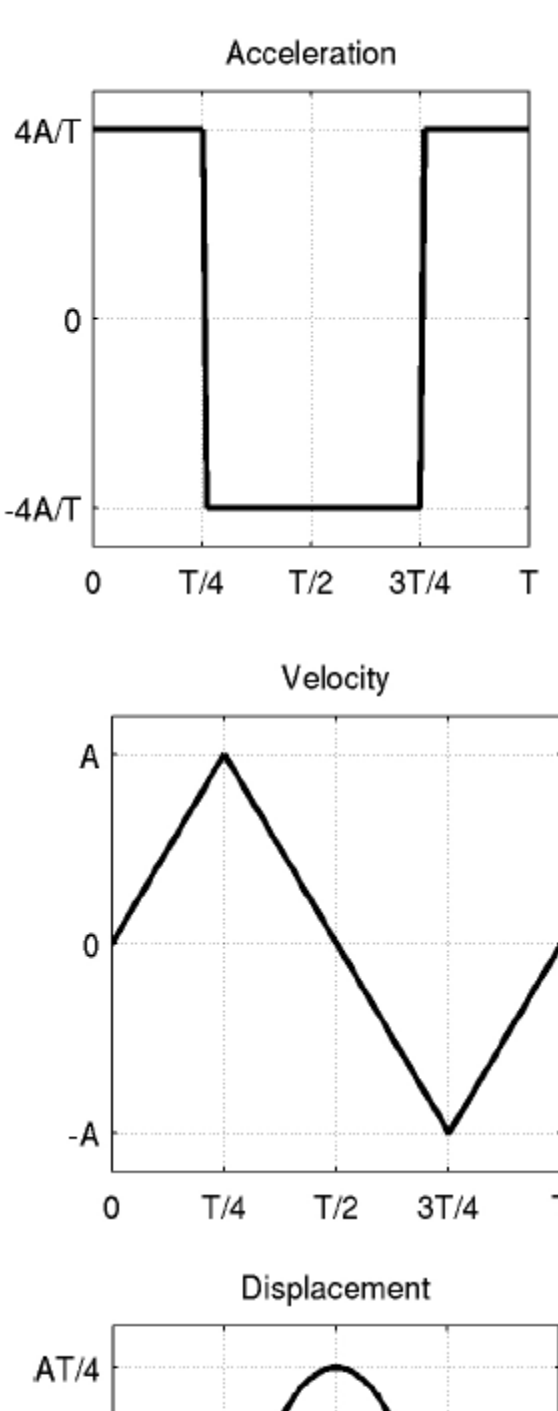 Acceleration
4A/T
0
-4A/T
0 T/4 T/2 3T/4 T
Velocity
A
0
-A
0 T/4 T/2 3T/4
Displacement
AT/4